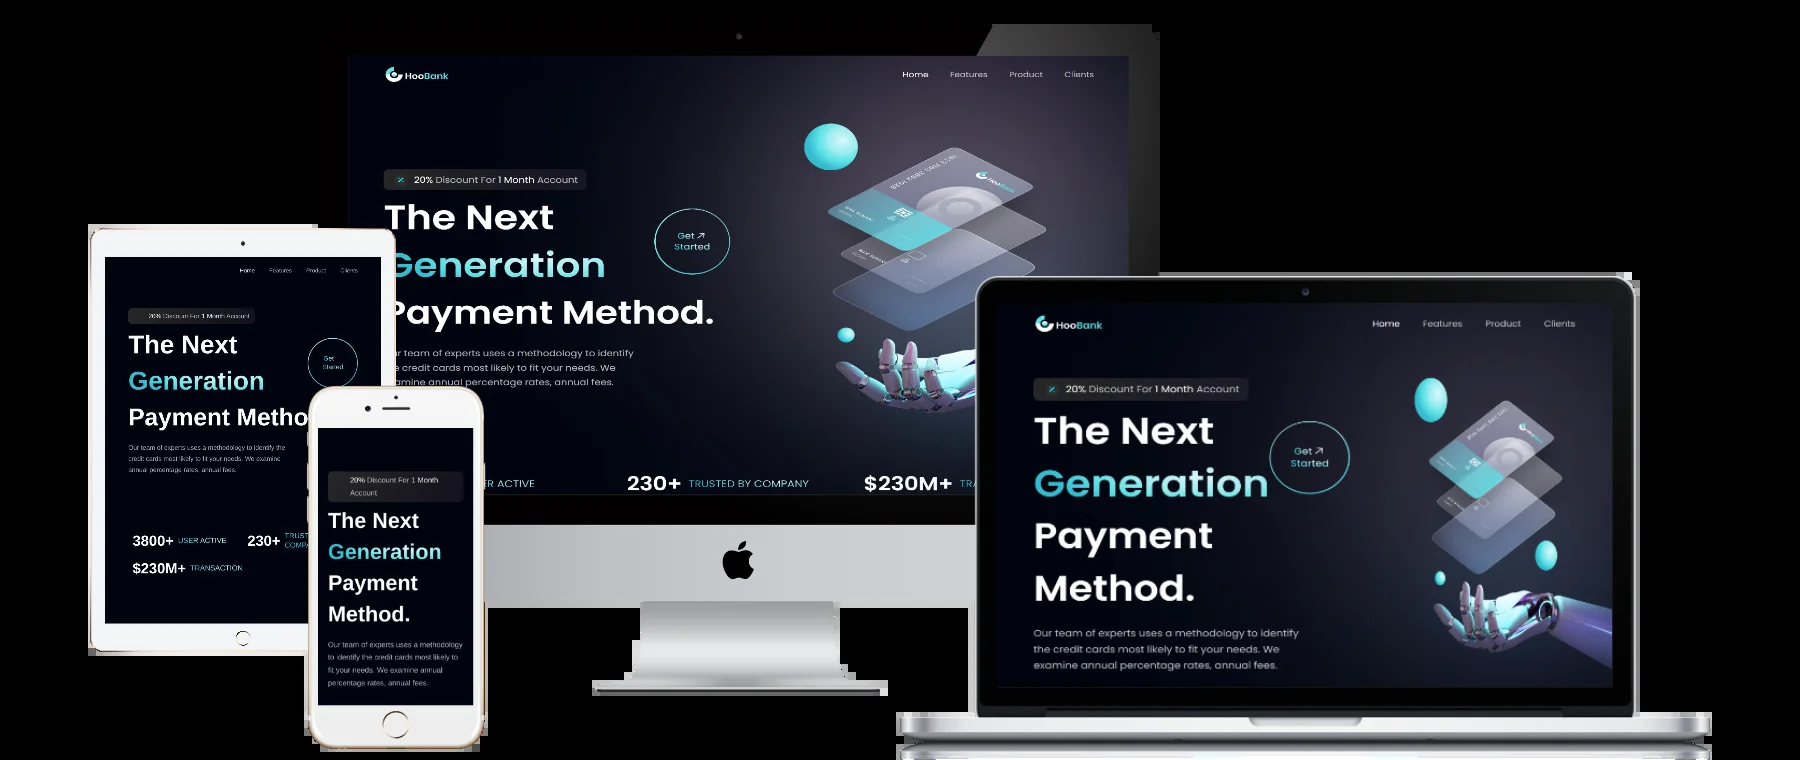 HooBank
Home Features Product Clients
20% Discount For 1 Month Account
The Next
Generation
Payment Method.
Get
Started
team of experts uses a methodology to identify
credit cards most likely to fit your needs. We
annual percentage rates, annual fees.
ACTIVE
230+ TRUSTED BY COMPANY
$230M+
HooBank
Home Features Product Clients
20% Discount For 1 Month Account
The Next
Generation
Payment Metho
Get
Started
Our team of experts uses a methodology to identify the
credit cards most likely to fit your needs. We examine
annual percentage rates, annual fees.
3800+ USER ACTIVE
230+ TRUST
COMPA
$230M+ TRANSACTION
20% Discount For 1 Month
Account
The Next
Generation
Payment
Method.
Our team of experts uses a methodology
to identify the credit cards most likely to
fit your needs. We examine annual
percentage rates, annual fees.
HooBank
Home Features Product Clients
20% Discount For 1 Month Account
The Next
Generation
Payment
Method.
Get
Started
Our team of experts uses a methodology to identify
the credit cards most likely to fit your needs. We
examine annual percentage rates, annual fees.
HooBank